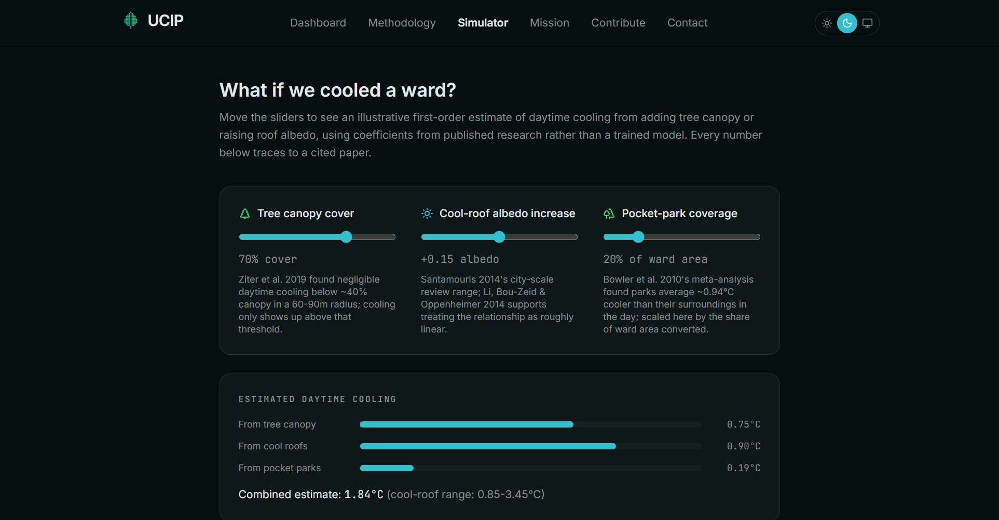 UCIP
Dashboard
Methodology
Simulator
Mission
Contribute
Contact
What if we cooled a ward?
Move the sliders to see an illustrative first-order estimate of daytime cooling from adding tree canopy or
raising roof albedo, using coefficients from published research rather than a trained model. Every number
below traces to a cited paper.
Tree canopy cover
70% cover
Ziter et al. 2019 found negligible
daytime cooling below ~40%
canopy in a 60-90m radius; cooling
only shows up above that
threshold.
Cool-roof albedo increase
+0.15 albedo
Santamouris 2014's city-scale
review range; Li, Bou-Zeid &
Oppenheimer 2014 supports
treating the relationship as roughly
linear.
Pocket-park coverage
20% of ward area
Bowler et al. 2010's meta-analysis
found parks average ~0.94°C
cooler than their surroundings in
the day; scaled here by the share
of ward area converted.
ESTIMATED DAYTIME COOLING
From tree canopy 0.75°C
From cool roofs 0.90°C
From pocket parks 0.19°C
Combined estimate: 1.84°C (cool-roof range: 0.85-3.45°C)